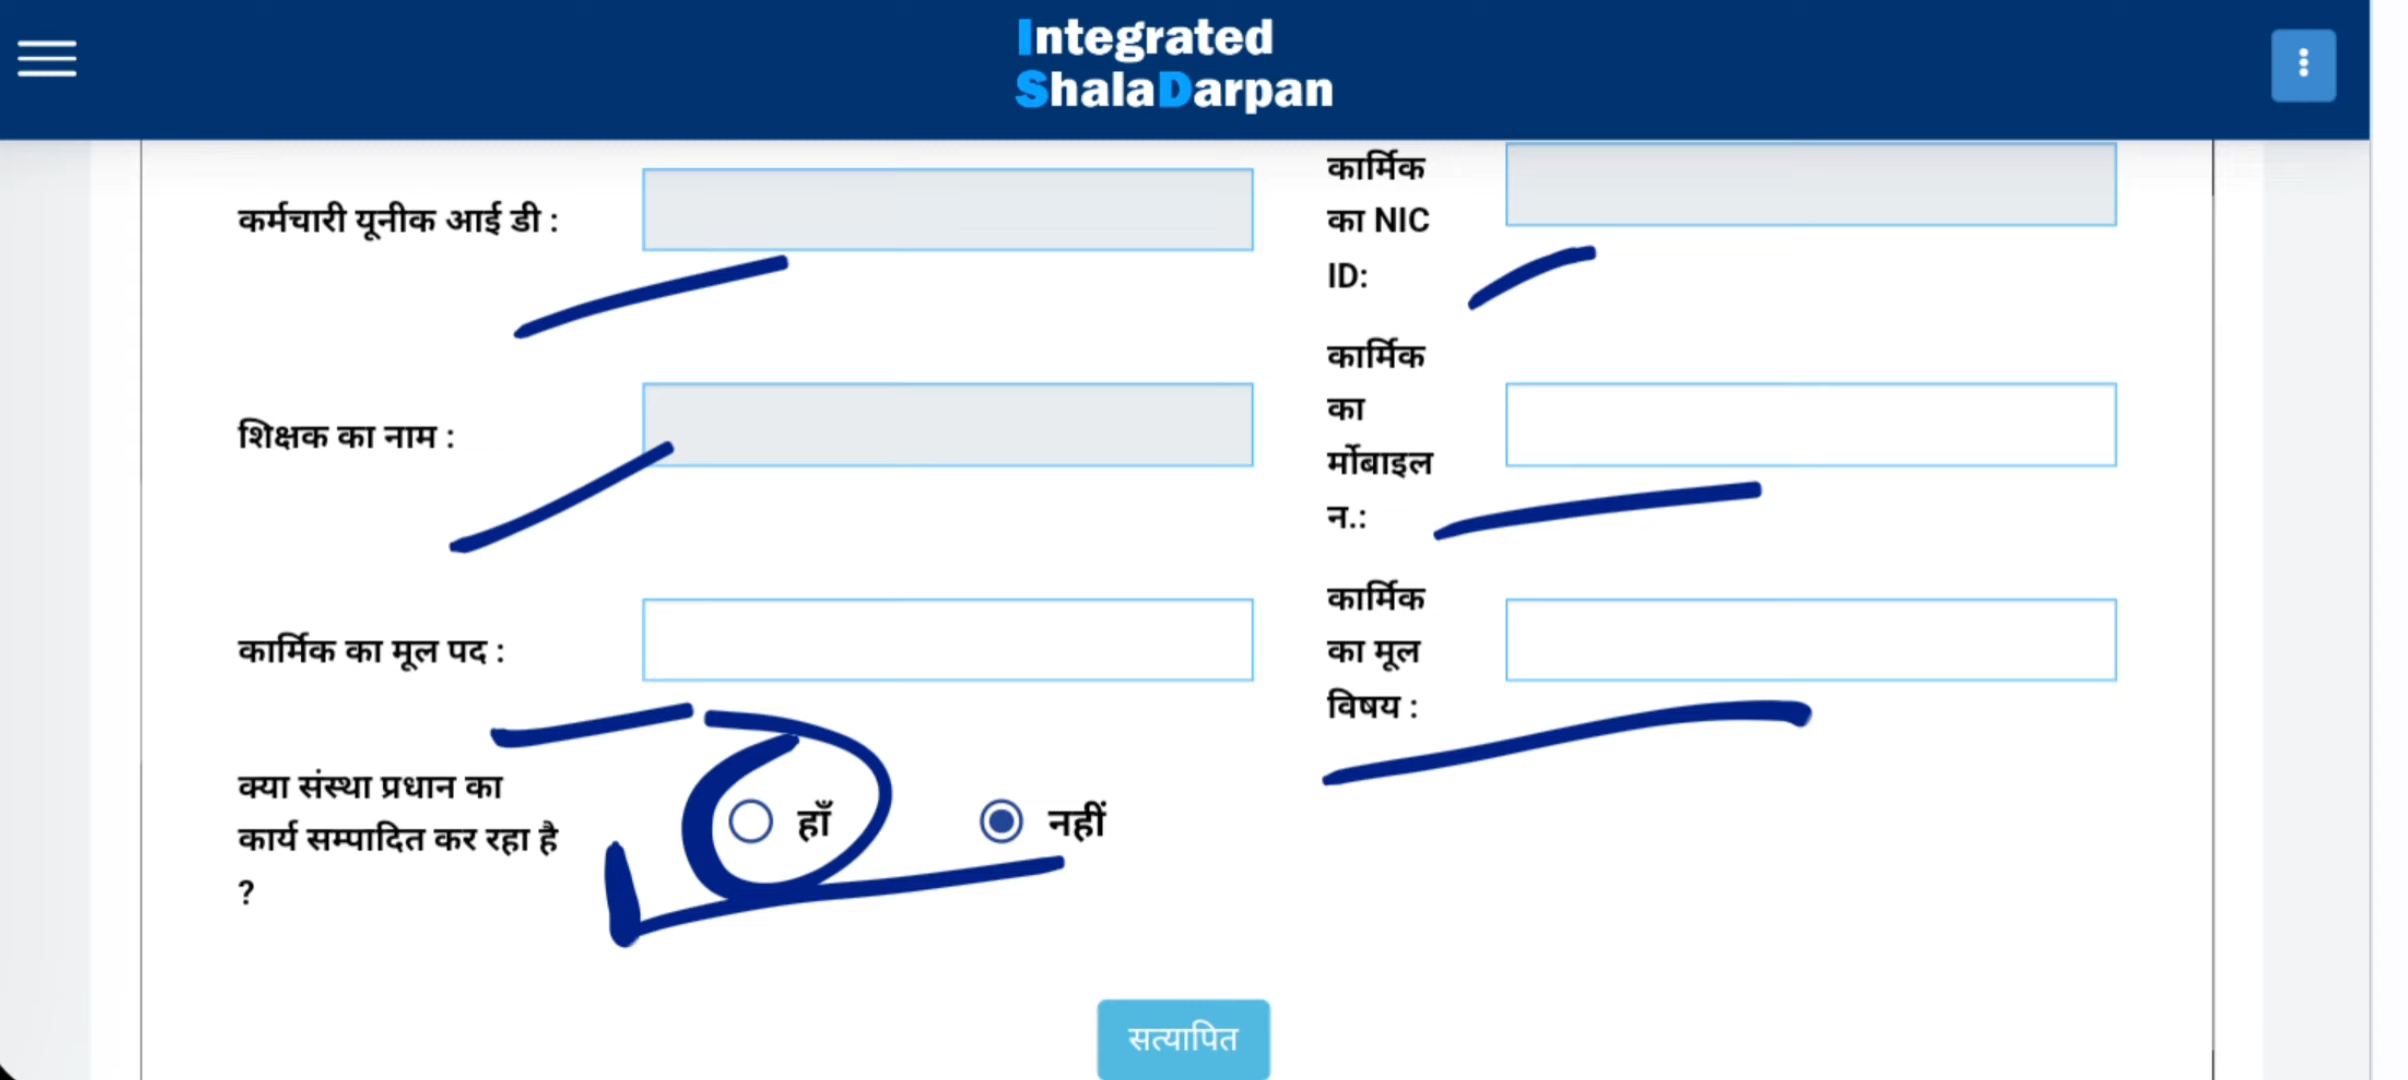 Integrated
ShalaDarpan
कर्मचारी यूनीक आई डी :
कार्मिक
का NIC
ID:
शिक्षक का नाम :
कार्मिक
का
र्मोबाइल
न.:
कार्मिक का मूल पद :
कार्मिक
का मूल
विषय :
क्या संस्था प्रधान का
कार्य सम्पादित कर रहा है
?
हाँ
नहीं
सत्यापित